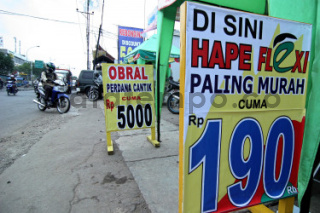 OBRAL
PERDANA CANTIK
CUMA
Rp 5000
DI SINI
HAPE FLEXI
PALING MURAH
CUMA
Rp 190 RB